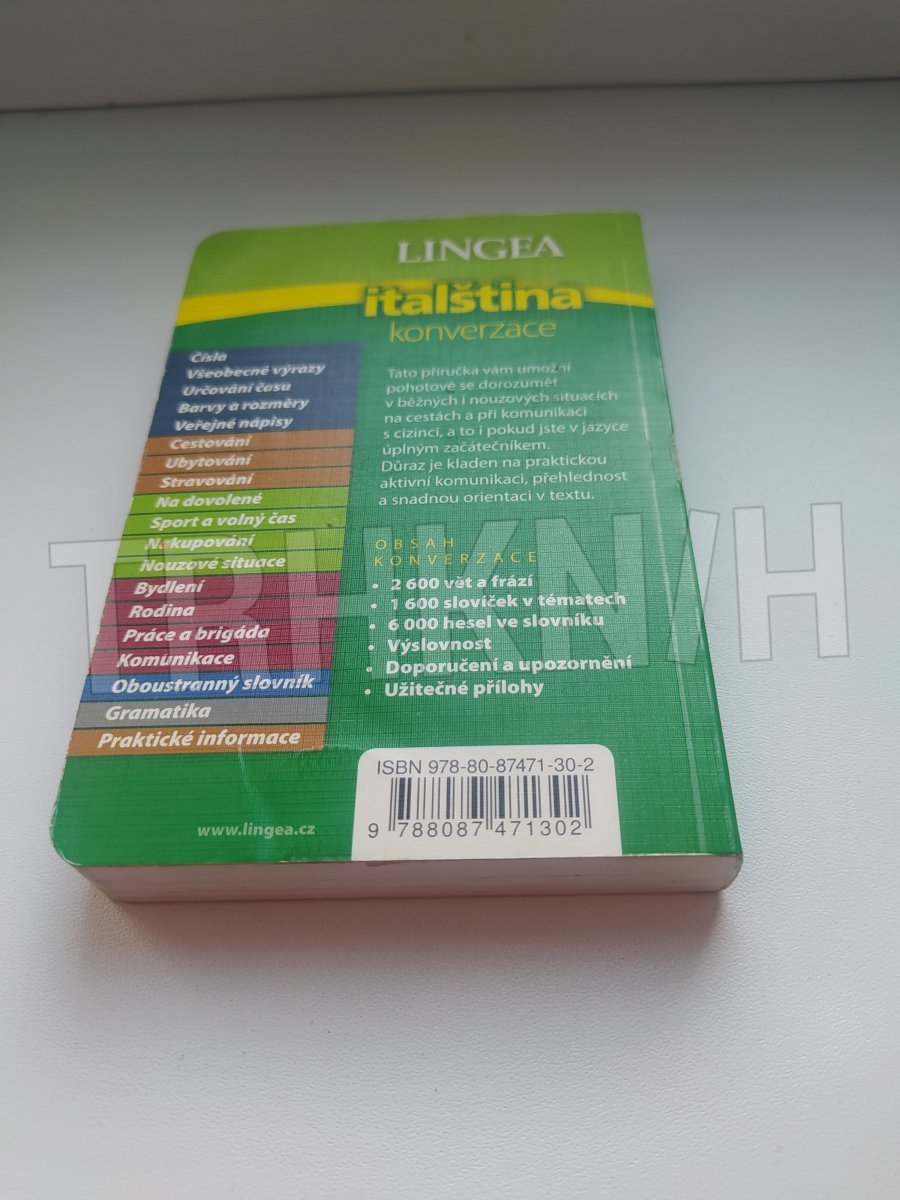 LINGEA
italština
konverzace
Čísla
Všeobecné výrazy
Určování času
Barvy a rozměry
Veřejné nápisy
Cestování
Ubytování
Stravování
Na dovolené
Sport a volný čas
Nakupování
Nouzové situace
Bydlení
Rodina
Práce a brigáda
Komunikace
Oboustranný slovník
Gramatika
Praktické informace
www.lingea.cz
Tato příručka vám umožní
pohotově se dorozumět
v běžných i nouzových situacích
na cestách a při komunikaci
s cizinci, a to i pokud jste v jazyce
úplným začátečníkem.
Důraz je kladen na praktickou
aktivní komunikaci, přehlednost
a snadnou orientaci v textu.
OBSAH
KONVERZACE
• 2 600 vět a frází
• 1 600 slovíček v tématech
• 6 000 hesel ve slovníku
• Výslovnost
• Doporučení a upozornění
• Užitečné přílohy
ISBN 978-80-87471-30-2
9 788087 471302
TRHKNIH